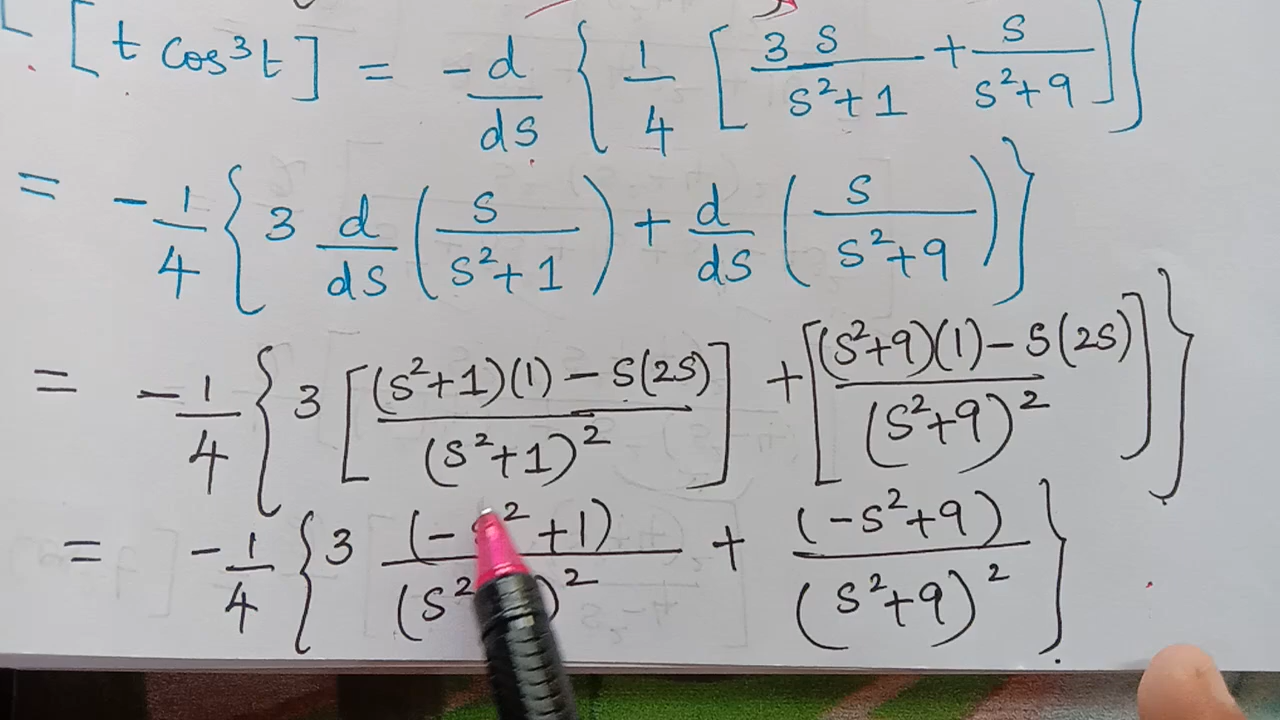 [t cos³t] = -d/ds { 1/4 [ 3s/(s²+1) + s/(s²+9) ] }
= -1/4 { 3 d/ds ( s/(s²+1) ) + d/ds ( s/(s²+9) ) }
= -1/4 { 3 [ ((s²+1)(1) - s(2s))/(s²+1)² ] + [ ((s²+9)(1) - s(2s))/(s²+9)² ] }
= -1/4 { 3 (-s²+1)/(s² )² + (-s²+9)/(s²+9)² }